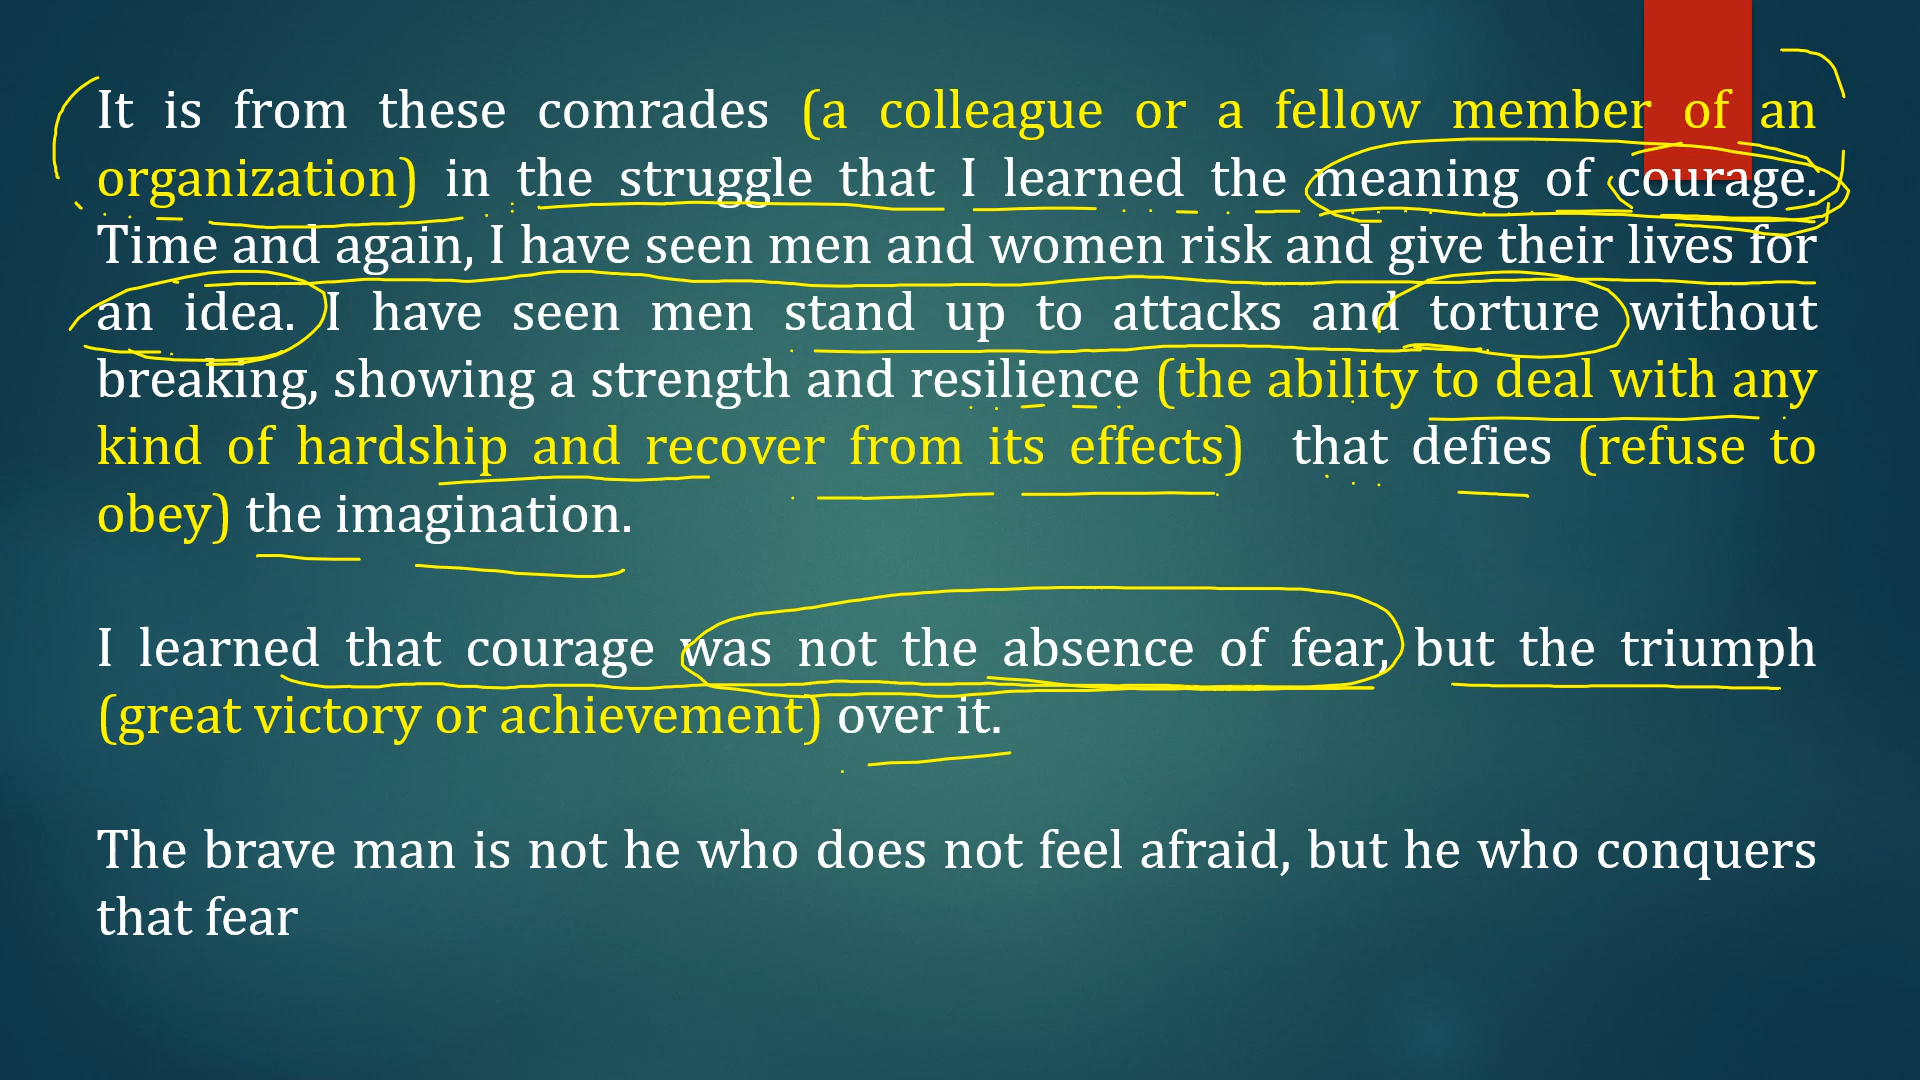 It is from these comrades (a colleague or a fellow member of an
organization) in the struggle that I learned the meaning of courage.
Time and again, I have seen men and women risk and give their lives for
an idea. I have seen men stand up to attacks and torture without
breaking, showing a strength and resilience (the ability to deal with any
kind of hardship and recover from its effects) that defies (refuse to
obey) the imagination.
I learned that courage was not the absence of fear, but the triumph
(great victory or achievement) over it.
The brave man is not he who does not feel afraid, but he who conquers
that fear